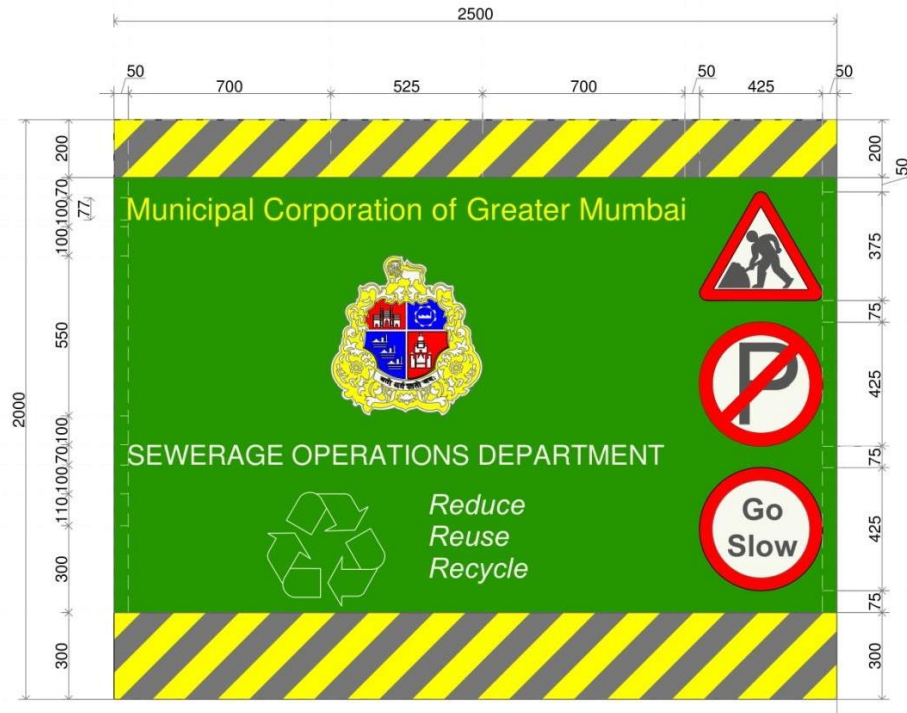 2500
50 700 525 700 50 425 50
200
70
100
77
100
550
100
70
100
110
300
300
2000
200
50
375
75
425
75
425
75
300
Municipal Corporation of Greater Mumbai
SEWERAGE OPERATIONS DEPARTMENT
Reduce
Reuse
Recycle
P
Go
Slow